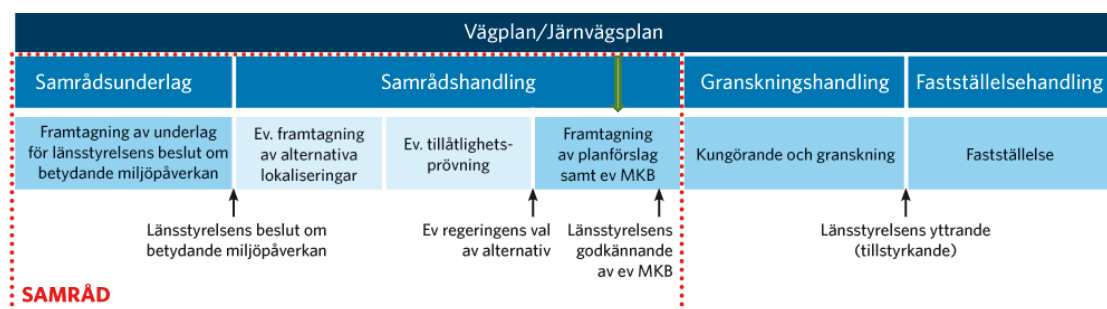 Vägplan/Järnvägsplan
Samrådsunderlag
Samrådshandling
Granskningshandling
Fastställelsehandling
Framtagning av underlag
för länsstyrelsens beslut om
betydande miljöpåverkan
Ev. framtagning
av alternativa
lokaliseringar
Ev. tillåtlighets-
prövning
Framtagning
av planförslag
samt ev MKB
Kungörande och granskning
Fastställelse
Länsstyrelsens beslut om
betydande miljöpåverkan
Ev regeringens val
av alternativ
Länsstyrelsens
godkännande
av ev MKB
Länsstyrelsens yttrande
(tillstyrkande)
SAMRÅD